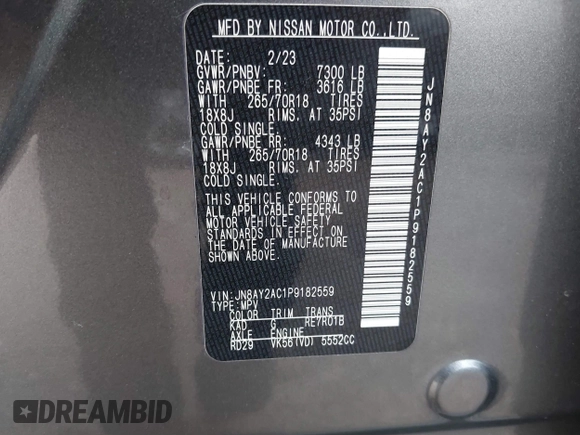 MFD BY NISSAN MOTOR CO.,LTD.
DATE: 2/23
GVWR/PNBV: 7300 LB
GAWR/PNBE FR: 3616 LB
WITH 265/70R18 TIRES
18X8J RIMS. AT 35PSI
COLD SINGLE.
GAWR/PNBE RR: 4343 LB
WITH 265/70R18 TIRES
18X8J RIMS. AT 35PSI
COLD SINGLE.
THIS VEHICLE CONFORMS TO
ALL APPLICABLE FEDERAL
MOTOR VEHICLE SAFETY
STANDARDS IN EFFECT ON
THE DATE OF MANUFACTURE
SHOWN ABOVE.
VIN:JN8AY2AC1P9182559
TYPE:MPV
COLOR TRIM TRANS
KAD G RE7R01B
AXLE ENGINE
RD29 VK56(VD) 5552CC
JN8AY2AC1P9182559
DREAMBID